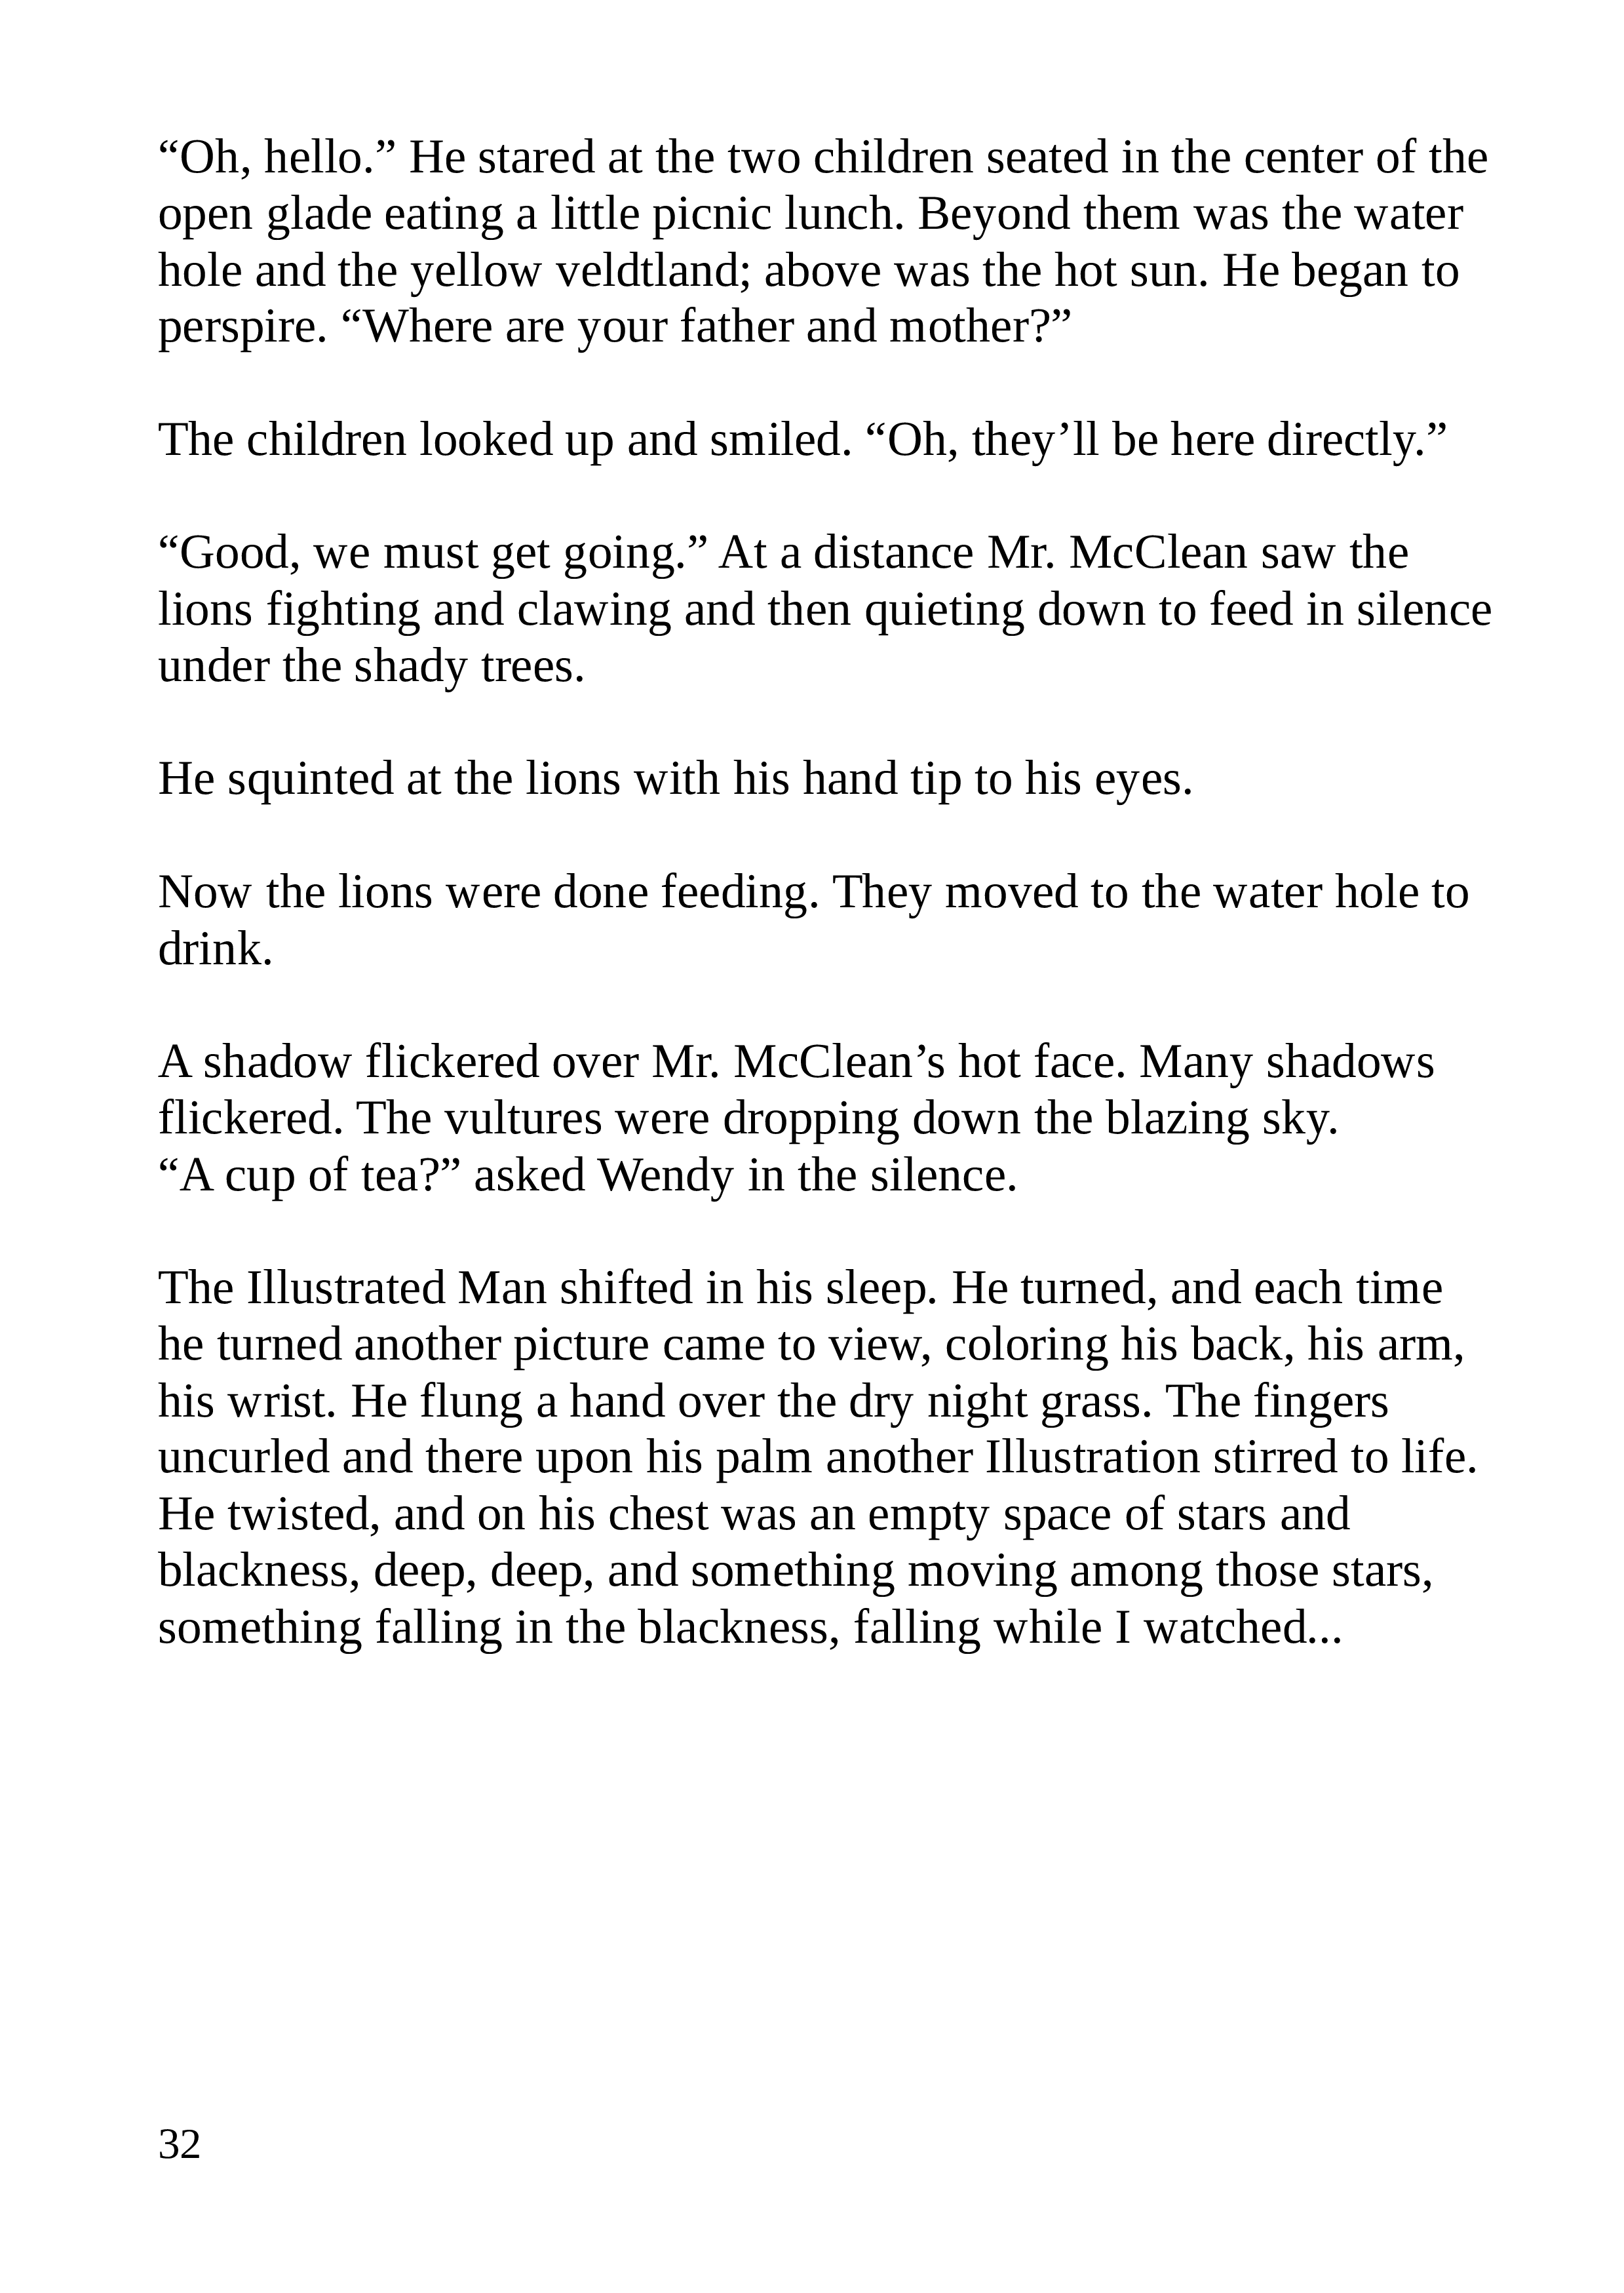 “Oh, hello.” He stared at the two children seated in the center of the
open glade eating a little picnic lunch. Beyond them was the water
hole and the yellow veldtland; above was the hot sun. He began to
perspire. “Where are your father and mother?”
The children looked up and smiled. “Oh, they’ll be here directly.”
“Good, we must get going.” At a distance Mr. McClean saw the
lions fighting and clawing and then quieting down to feed in silence
under the shady trees.
He squinted at the lions with his hand tip to his eyes.
Now the lions were done feeding. They moved to the water hole to
drink.
A shadow flickered over Mr. McClean’s hot face. Many shadows
flickered. The vultures were dropping down the blazing sky.
“A cup of tea?” asked Wendy in the silence.
The Illustrated Man shifted in his sleep. He turned, and each time
he turned another picture came to view, coloring his back, his arm,
his wrist. He flung a hand over the dry night grass. The fingers
uncurled and there upon his palm another Illustration stirred to life.
He twisted, and on his chest was an empty space of stars and
blackness, deep, deep, and something moving among those stars,
something falling in the blackness, falling while I watched...
32